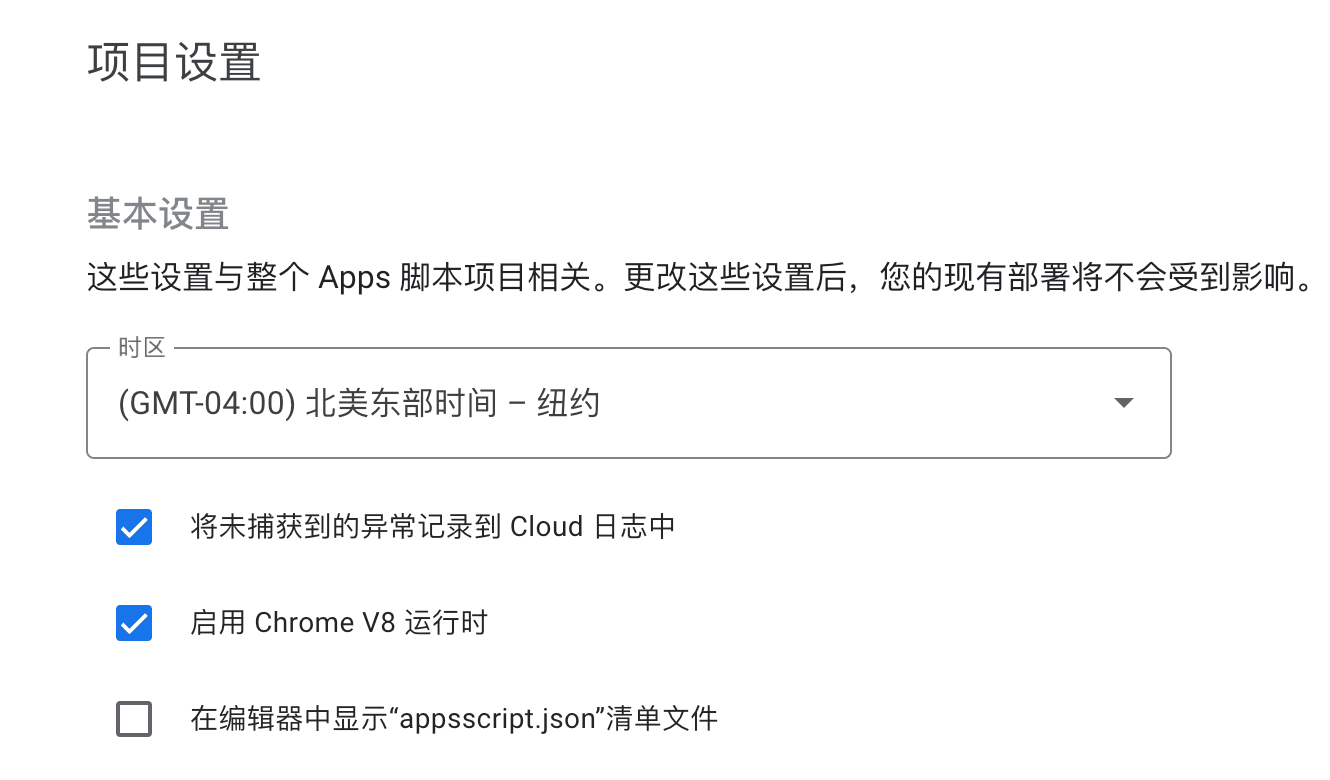 项目设置
基本设置
这些设置与整个 Apps 脚本项目相关。更改这些设置后，您的现有部署将不会受到影响。
时区
(GMT-04:00) 北美东部时间 – 纽约
将未捕获到的异常记录到 Cloud 日志中
启用 Chrome V8 运行时
在编辑器中显示“appsscript.json”清单文件